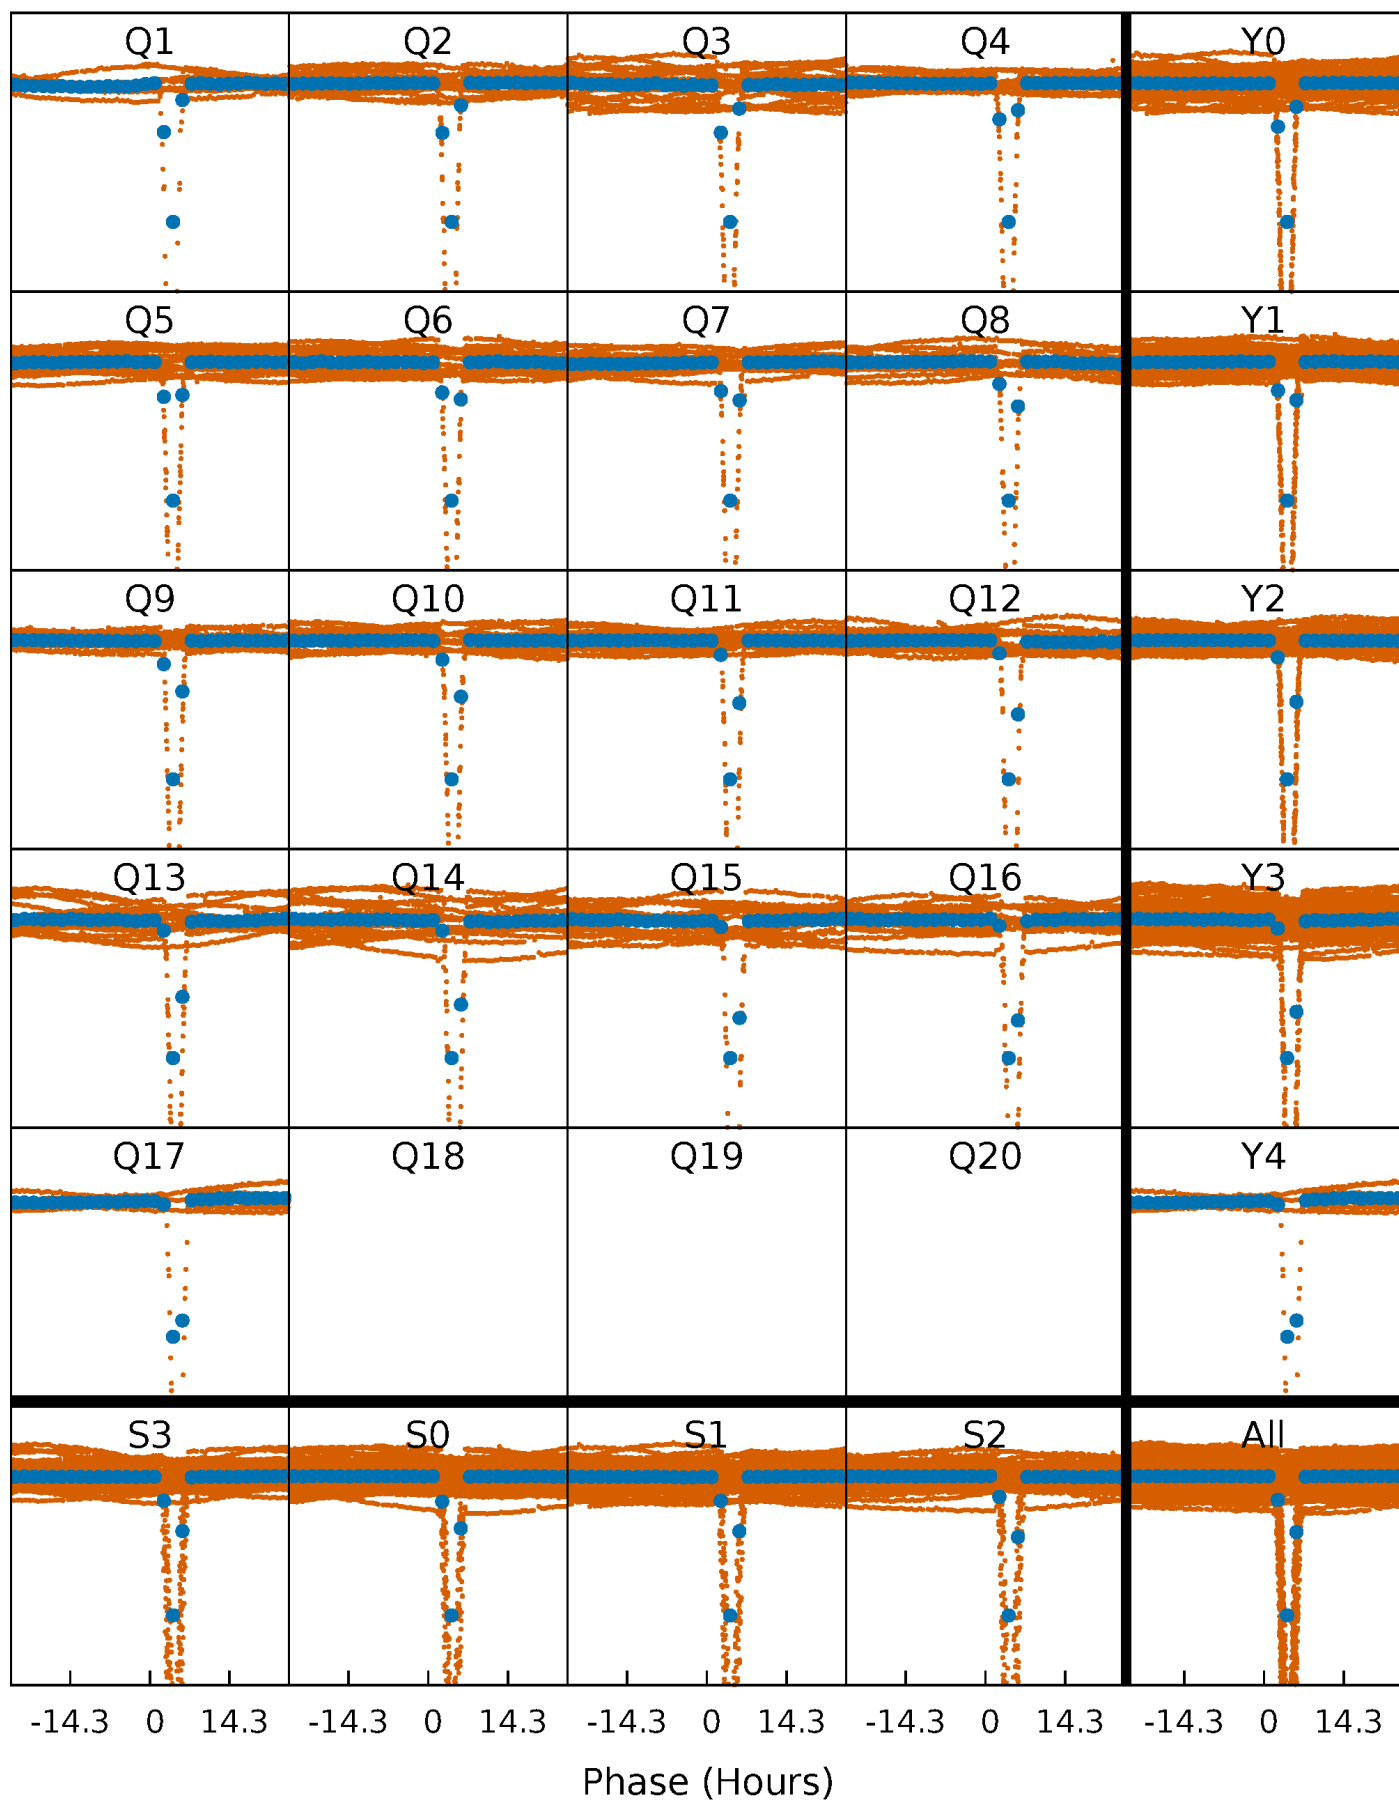 Q1 Q2 Q3 Q4 Y0
Q5 Q6 Q7 Q8 Y1
Q9 Q10 Q11 Q12 Y2
Q13 Q14 Q15 Q16 Y3
Q17 Q18 Q19 Q20 Y4
S3 S0 S1 S2 All
-14.3 0 14.3 -14.3 0 14.3 -14.3 0 14.3 -14.3 0 14.3 -14.3 0 14.3
Phase (Hours)